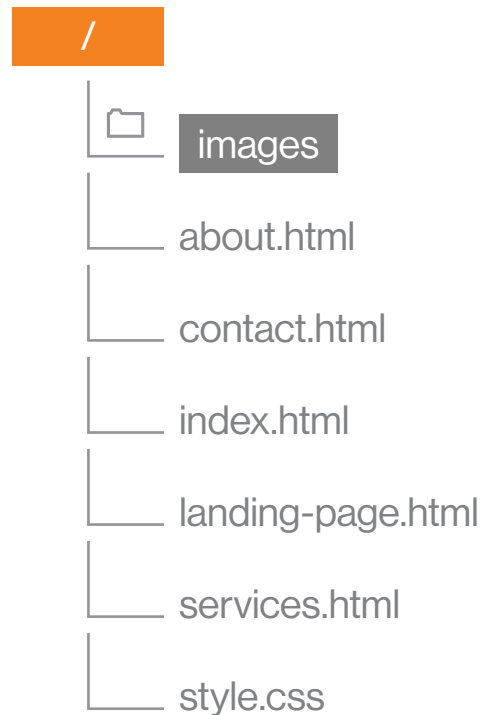 /
images
about.html
contact.html
index.html
landing-page.html
services.html
style.css